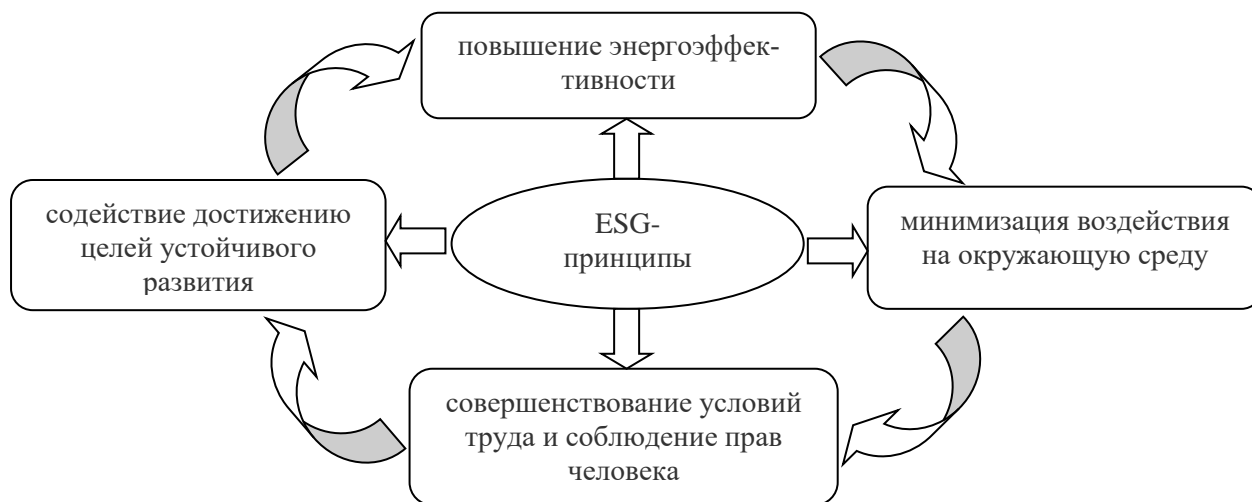 повышение энергоэффек-
тивности
содействие достижению
целей устойчивого
развития
ESG-
принципы
минимизация воздействия
на окружающую среду
совершенствование условий
труда и соблюдение прав
человека